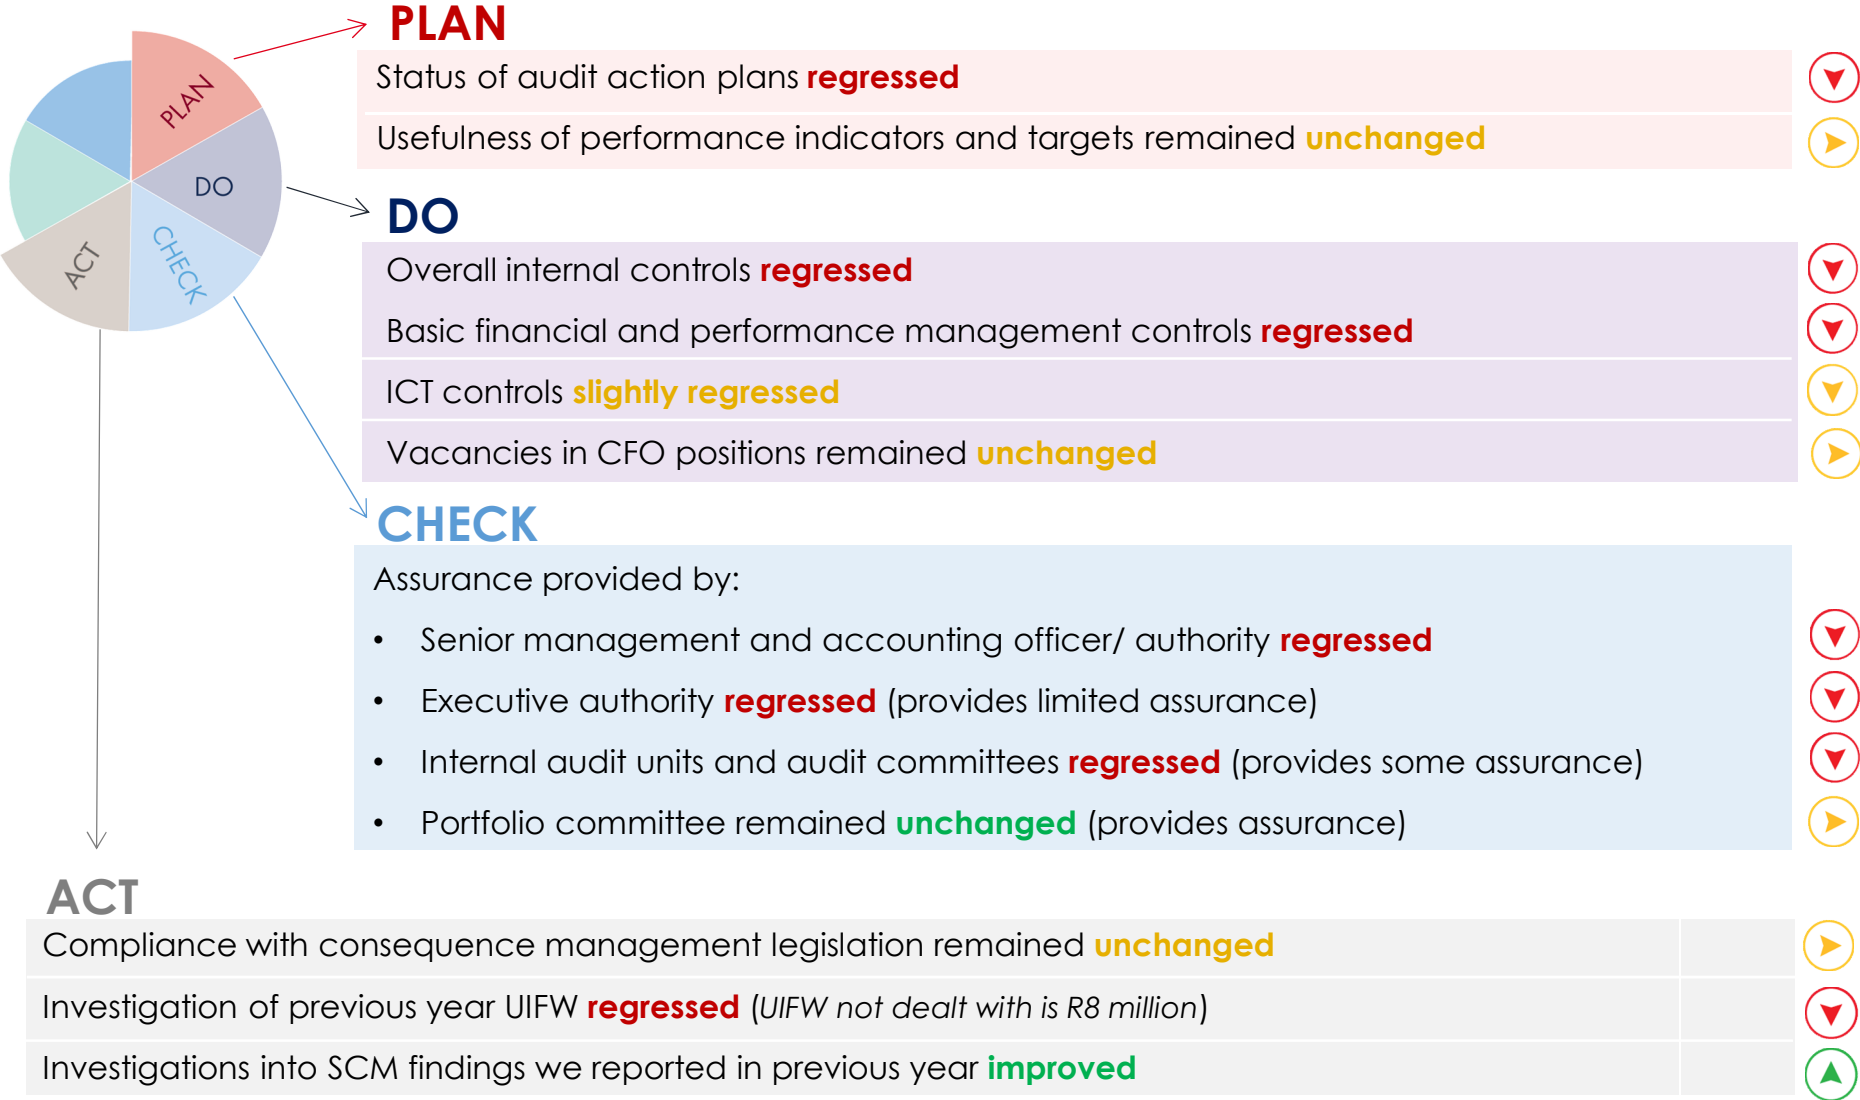 PLAN
DO
CHECK
ACT
PLAN
Status of audit action plans regressed
Usefulness of performance indicators and targets remained unchanged
DO
Overall internal controls regressed
Basic financial and performance management controls regressed
ICT controls slightly regressed
Vacancies in CFO positions remained unchanged
CHECK
Assurance provided by:
• Senior management and accounting officer/ authority regressed
• Executive authority regressed (provides limited assurance)
• Internal audit units and audit committees regressed (provides some assurance)
• Portfolio committee remained unchanged (provides assurance)
ACT
Compliance with consequence management legislation remained unchanged
Investigation of previous year UIFW regressed (UIFW not dealt with is R8 million)
Investigations into SCM findings we reported in previous year improved